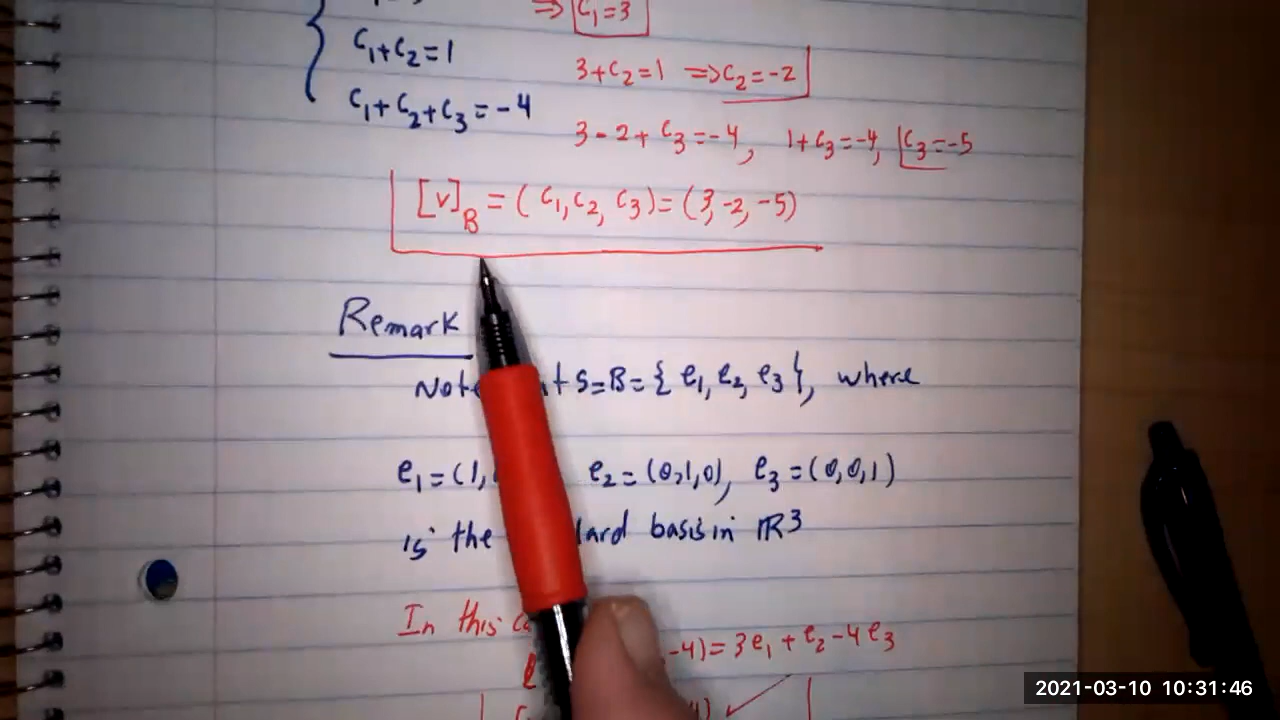 ⇒ C₁=3
C₁+C₂=1
3+C₂=1 ⇒C₂=-2
C₁+C₂+C₃=-4
3-2+C₃=-4, 1+C₃=-4, C₃=-5
[v]_B = (C₁, C₂, C₃)=(3,-2,-5)
Remark
S=B={e₁, e₂, e₃}, where
e₁=(1, e₂=(0,1,0), e₃=(0,0,1)
is the basis in ℝ³
In this
-4)=3e₁+e₂-4e₃
2021-03-10 10:31:46